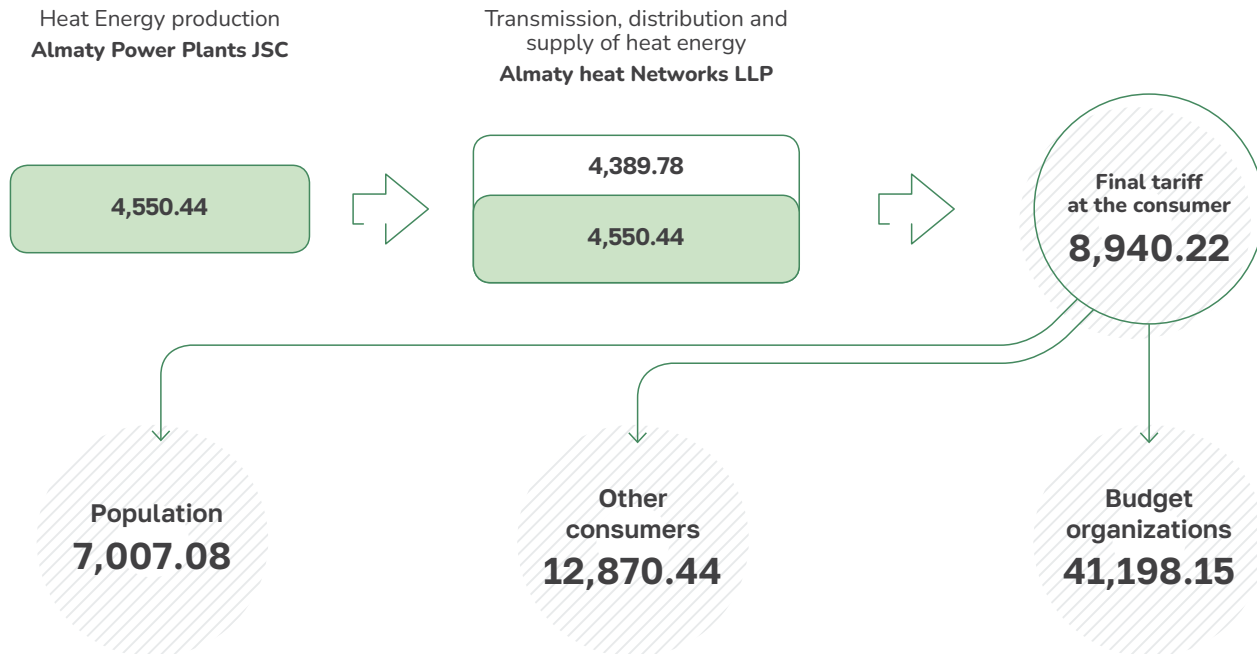 Heat Energy production
Almaty Power Plants JSC
Transmission, distribution and
supply of heat energy
Almaty heat Networks LLP
4,550.44
4,389.78
4,550.44
Final tariff
at the consumer
8,940.22
Population
7,007.08
Other
consumers
12,870.44
Budget
organizations
41,198.15